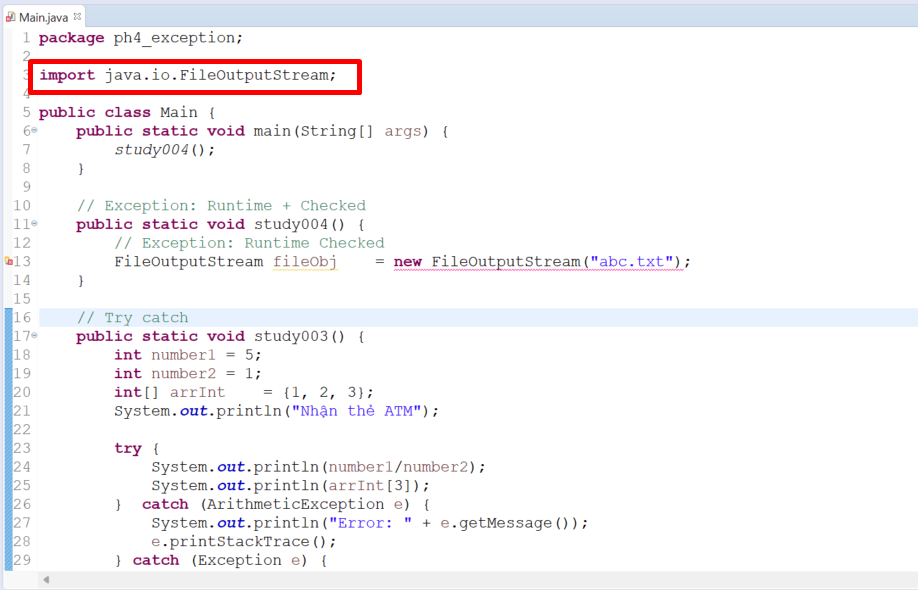 Main.java
1 package ph4_exception;
2
3 import java.io.FileOutputStream;
4
5 public class Main {
6 public static void main(String[] args) {
7 study004();
8 }
9
10 // Exception: Runtime + Checked
11 public static void study004() {
12 // Exception: Runtime Checked
13 FileOutputStream fileObj = new FileOutputStream("abc.txt");
14 }
15
16 // Try catch
17 public static void study003() {
18 int number1 = 5;
19 int number2 = 1;
20 int[] arrInt = {1, 2, 3};
21 System.out.println("Nhận thẻ ATM");
22
23 try {
24 System.out.println(number1/number2);
25 System.out.println(arrInt[3]);
26 } catch (ArithmeticException e) {
27 System.out.println("Error: " + e.getMessage());
28 e.printStackTrace();
29 } catch (Exception e) {